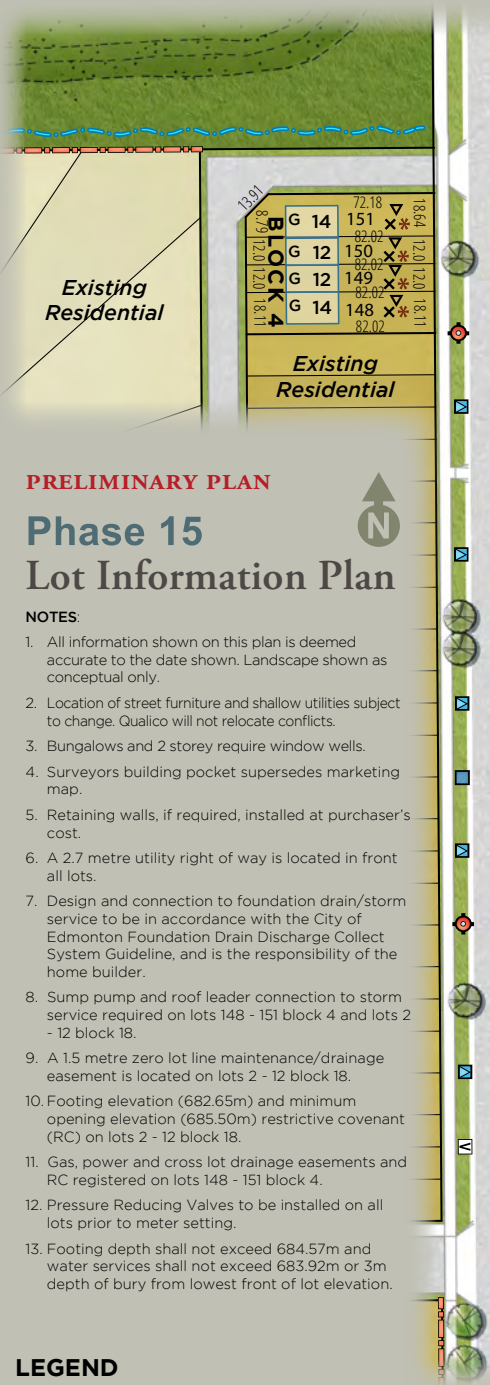 13.91
8.79
G 14
151
72.18
18.64
82.02
12.0
G 12
150
12.0
82.02
12.0
G 12
149
12.0
82.02
18.11
G 14
148
18.11
82.02
BLOCK 4
Existing
Residential
Existing
Residential
PRELIMINARY PLAN
N
Phase 15
Lot Information Plan
NOTES:
1. All information shown on this plan is deemed
accurate to the date shown. Landscape shown as
conceptual only.
2. Location of street furniture and shallow utilities subject
to change. Qualico will not relocate conflicts.
3. Bungalows and 2 storey require window wells.
4. Surveyors building pocket supersedes marketing
map.
5. Retaining walls, if required, installed at purchaser's
cost.
6. A 2.7 metre utility right of way is located in front
all lots.
7. Design and connection to foundation drain/storm
service to be in accordance with the City of
Edmonton Foundation Drain Discharge Collect
System Guideline, and is the responsibility of the
home builder.
8. Sump pump and roof leader connection to storm
service required on lots 148 - 151 block 4 and lots 2
- 12 block 18.
9. A 1.5 metre zero lot line maintenance/drainage
easement is located on lots 2 - 12 block 18.
10. Footing elevation (682.65m) and minimum
opening elevation (685.50m) restrictive covenant
(RC) on lots 2 - 12 block 18.
11. Gas, power and cross lot drainage easements and
RC registered on lots 148 - 151 block 4.
12. Pressure Reducing Valves to be installed on all
lots prior to meter setting.
13. Footing depth shall not exceed 684.57m and
water services shall not exceed 683.92m or 3m
depth of bury from lowest front of lot elevation.
V
LEGEND